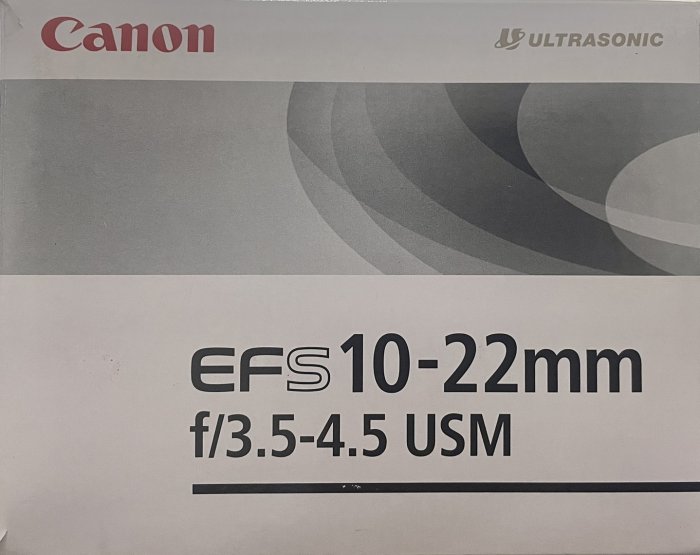 Canon
ULTRASONIC
EFS 10-22mm
f/3.5-4.5 USM